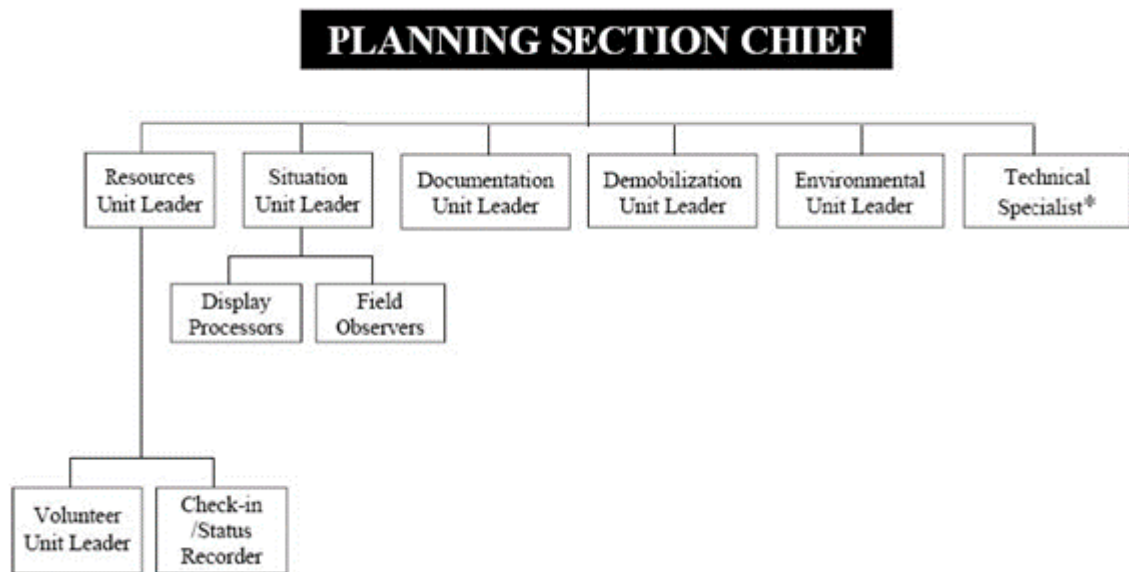 PLANNING SECTION CHIEF
Resources
Unit Leader
Situation
Unit Leader
Documentation
Unit Leader
Demobilization
Unit Leader
Environmental
Unit Leader
Technical
Specialist*
Display
Processors
Field
Observers
Volunteer
Unit Leader
Check-in
/Status
Recorder